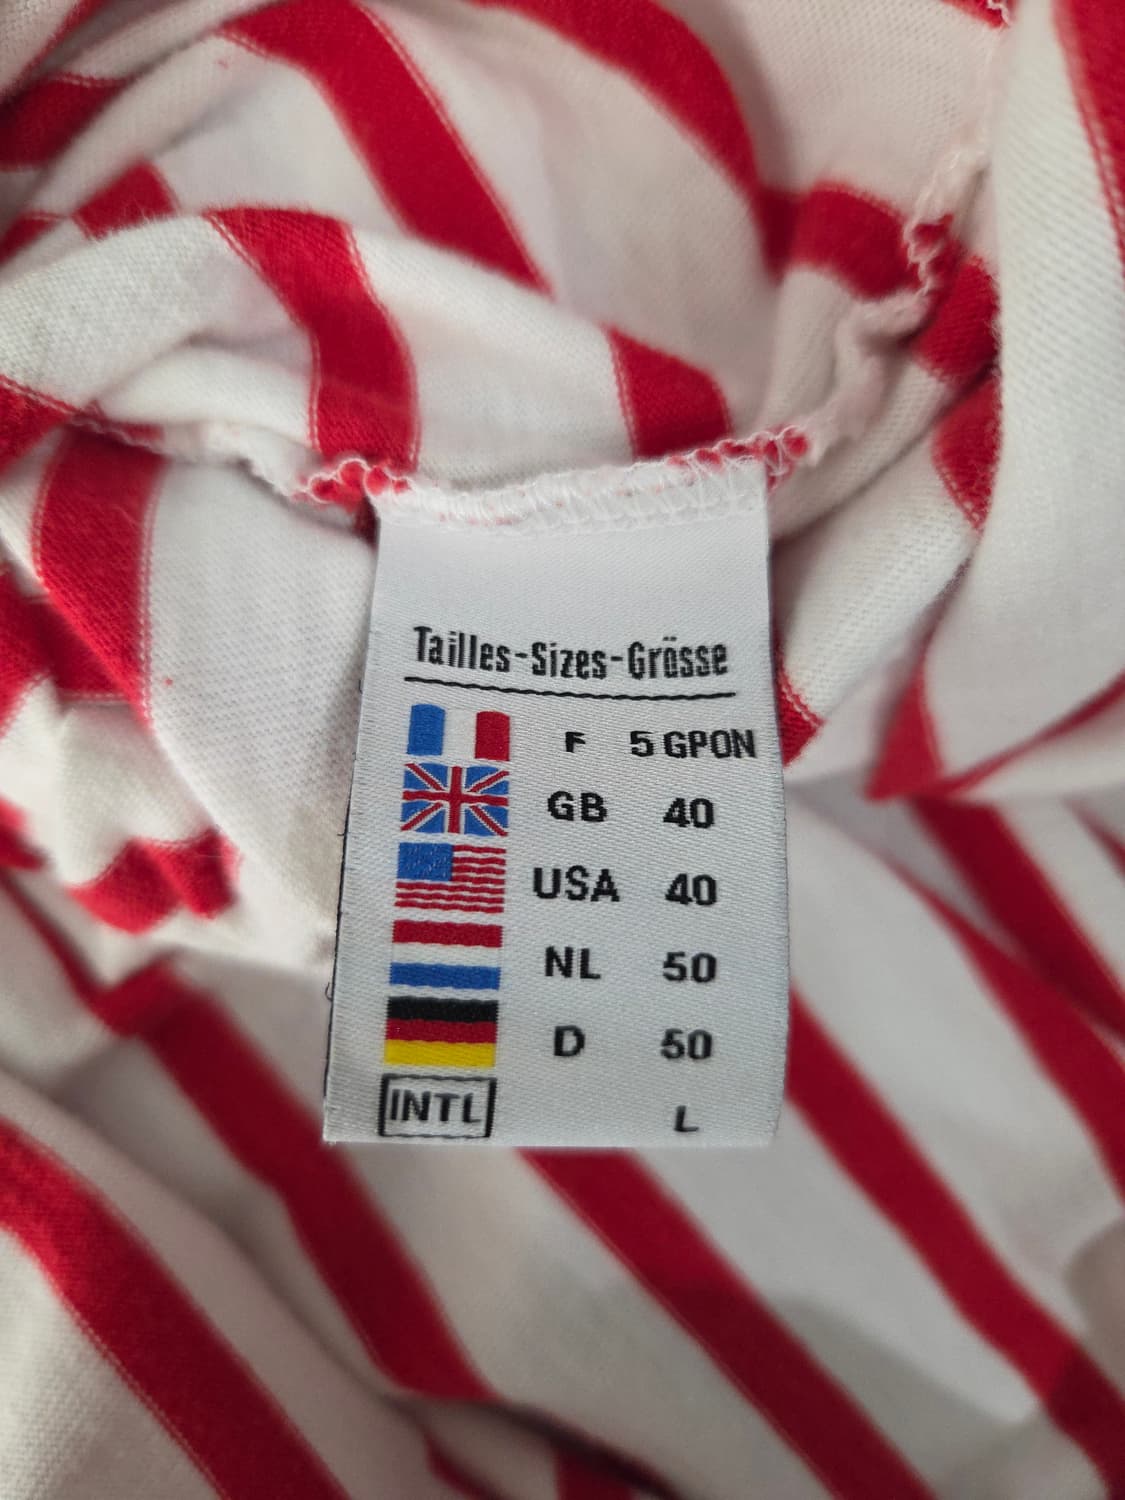 Tailles-Sizes-Grösse
F 5 GPON
GB 40
USA 40
NL 50
D 50
INTL L